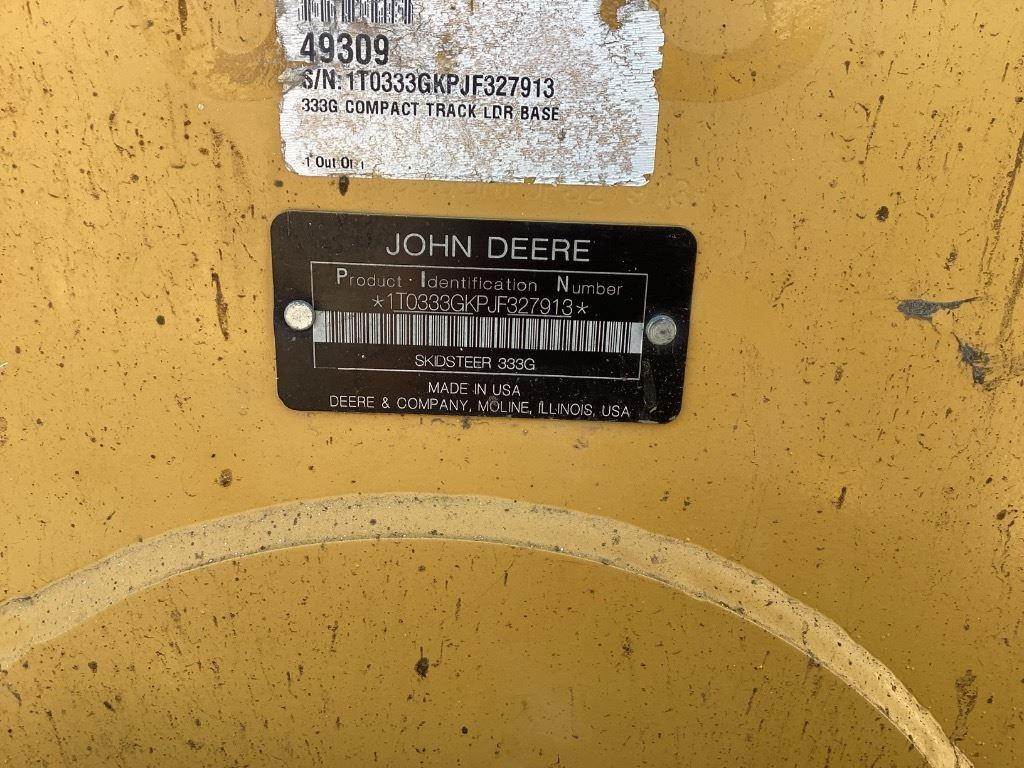 49309
S/N: 1T0333GKPJF327913
333G COMPACT TRACK LDR BASE
1 Out Of 1
JOHN DEERE
Product Identification Number
*1T0333GKPJF327913*
SKIDSTEER 333G
MADE IN USA
DEERE & COMPANY, MOLINE, ILLINOIS, USA